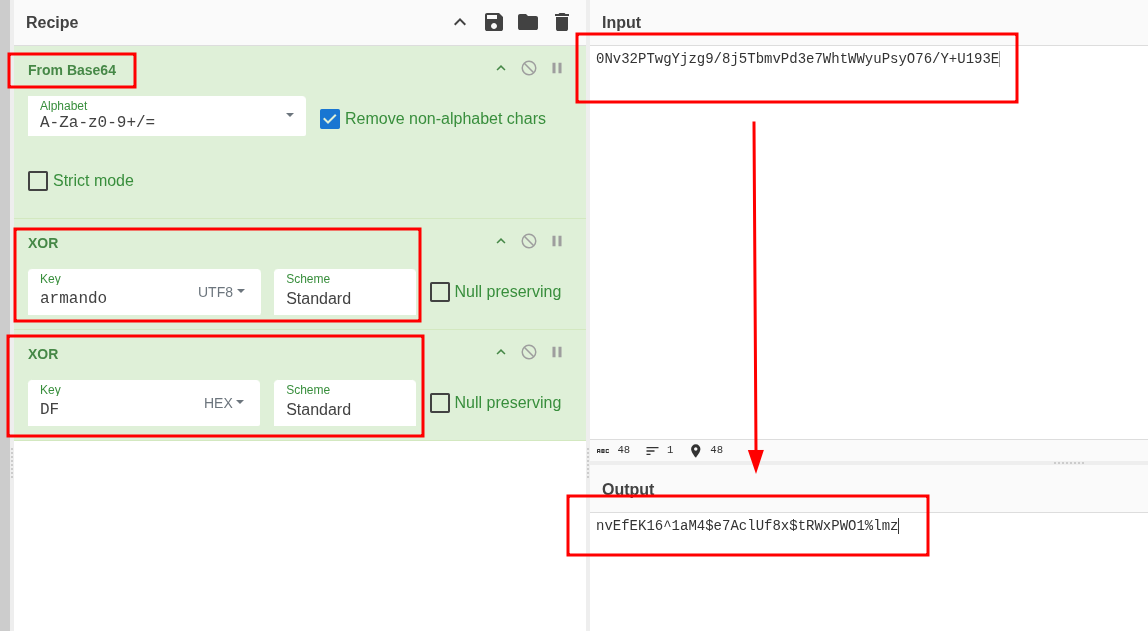 Recipe
From Base64
Alphabet
A-Za-z0-9+/=
Remove non-alphabet chars
Strict mode
XOR
Key
armando
UTF8
Scheme
Standard
Null preserving
XOR
Key
DF
HEX
Scheme
Standard
Null preserving
Input
0Nv32PTwgYjzg9/8j5TbmvPd3e7WhtWWyuPsyO76/Y+U193E
ABC 48 1 48
Output
nvEfEK16^1aM4$e7AclUf8x$tRWxPWO1%lmz